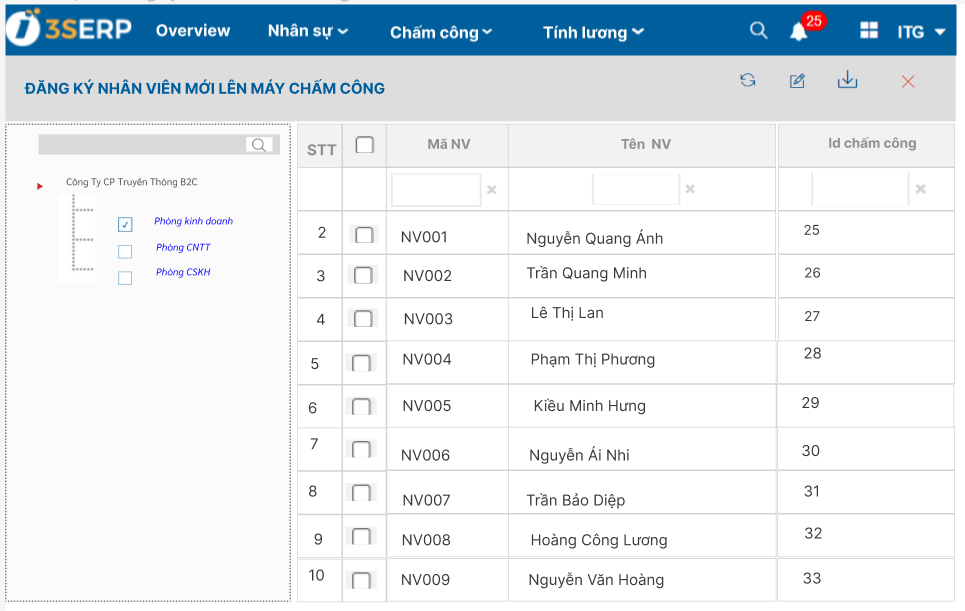 3SERP
Overview
Nhân sự
Chấm công
Tính lương
25
ITG
ĐĂNG KÝ NHÂN VIÊN MỚI LÊN MÁY CHẤM CÔNG
Công Ty CP Truyền Thông B2C
Phòng kinh doanh
Phòng CNTT
Phòng CSKH
STT Mã NV Tên NV Id chấm công
2 NV001 Nguyễn Quang Ánh 25
3 NV002 Trần Quang Minh 26
4 NV003 Lê Thị Lan 27
5 NV004 Phạm Thị Phương 28
6 NV005 Kiều Minh Hưng 29
7 NV006 Nguyễn Ái Nhi 30
8 NV007 Trần Bảo Diệp 31
9 NV008 Hoàng Công Lương 32
10 NV009 Nguyễn Văn Hoàng 33